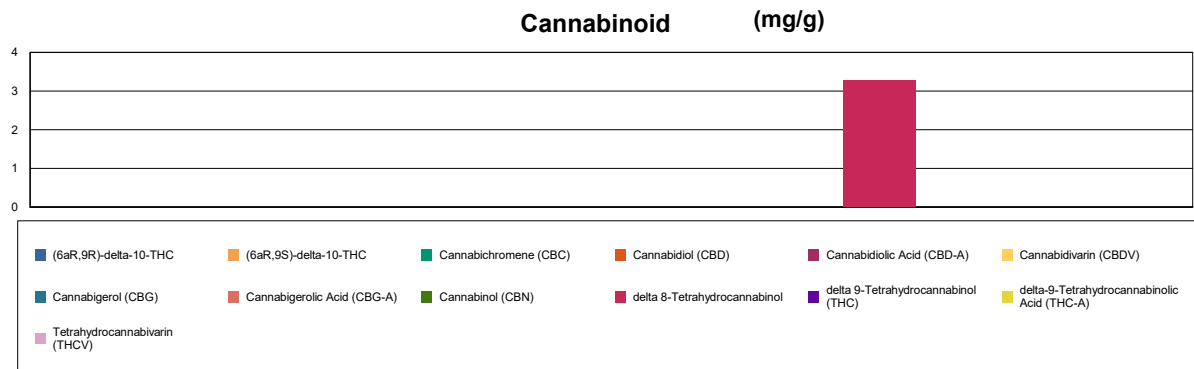 Cannabinoid (mg/g)
4
3
2
1
0
(6aR,9R)-delta-10-THC
(6aR,9S)-delta-10-THC
Cannabichromene (CBC)
Cannabidiol (CBD)
Cannabidiolic Acid (CBD-A)
Cannabidivarin (CBDV)
Cannabigerol (CBG)
Cannabigerolic Acid (CBG-A)
Cannabinol (CBN)
delta 8-Tetrahydrocannabinol
delta 9-Tetrahydrocannabinol
(THC)
delta-9-Tetrahydrocannabinolic
Acid (THC-A)
Tetrahydrocannabivarin
(THCV)